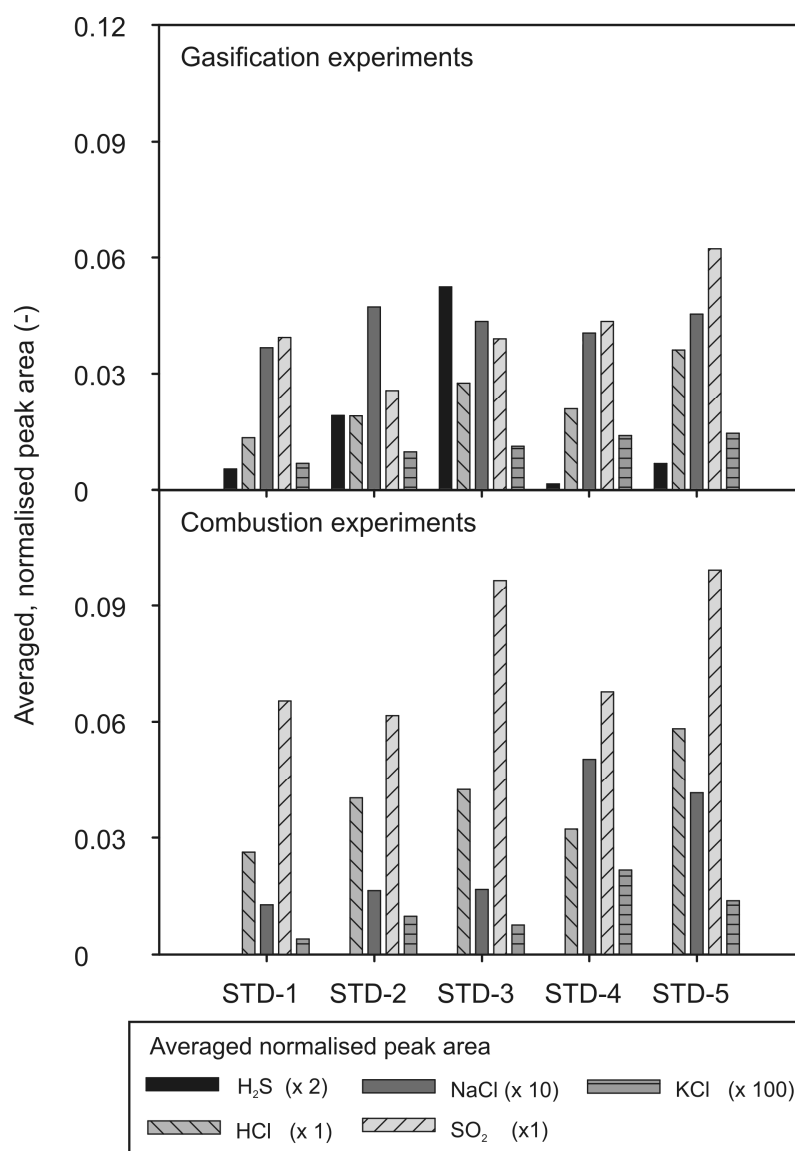 0.12
Gasification experiments
0.09
0.06
0.03
0
Averaged, normalised peak area (-)
Combustion experiments
0.09
0.06
0.03
0
STD-1 STD-2 STD-3 STD-4 STD-5
Averaged normalised peak area
H₂S (x 2) NaCl (x 10) KCl (x 100)
HCl (x 1) SO₂ (x1)